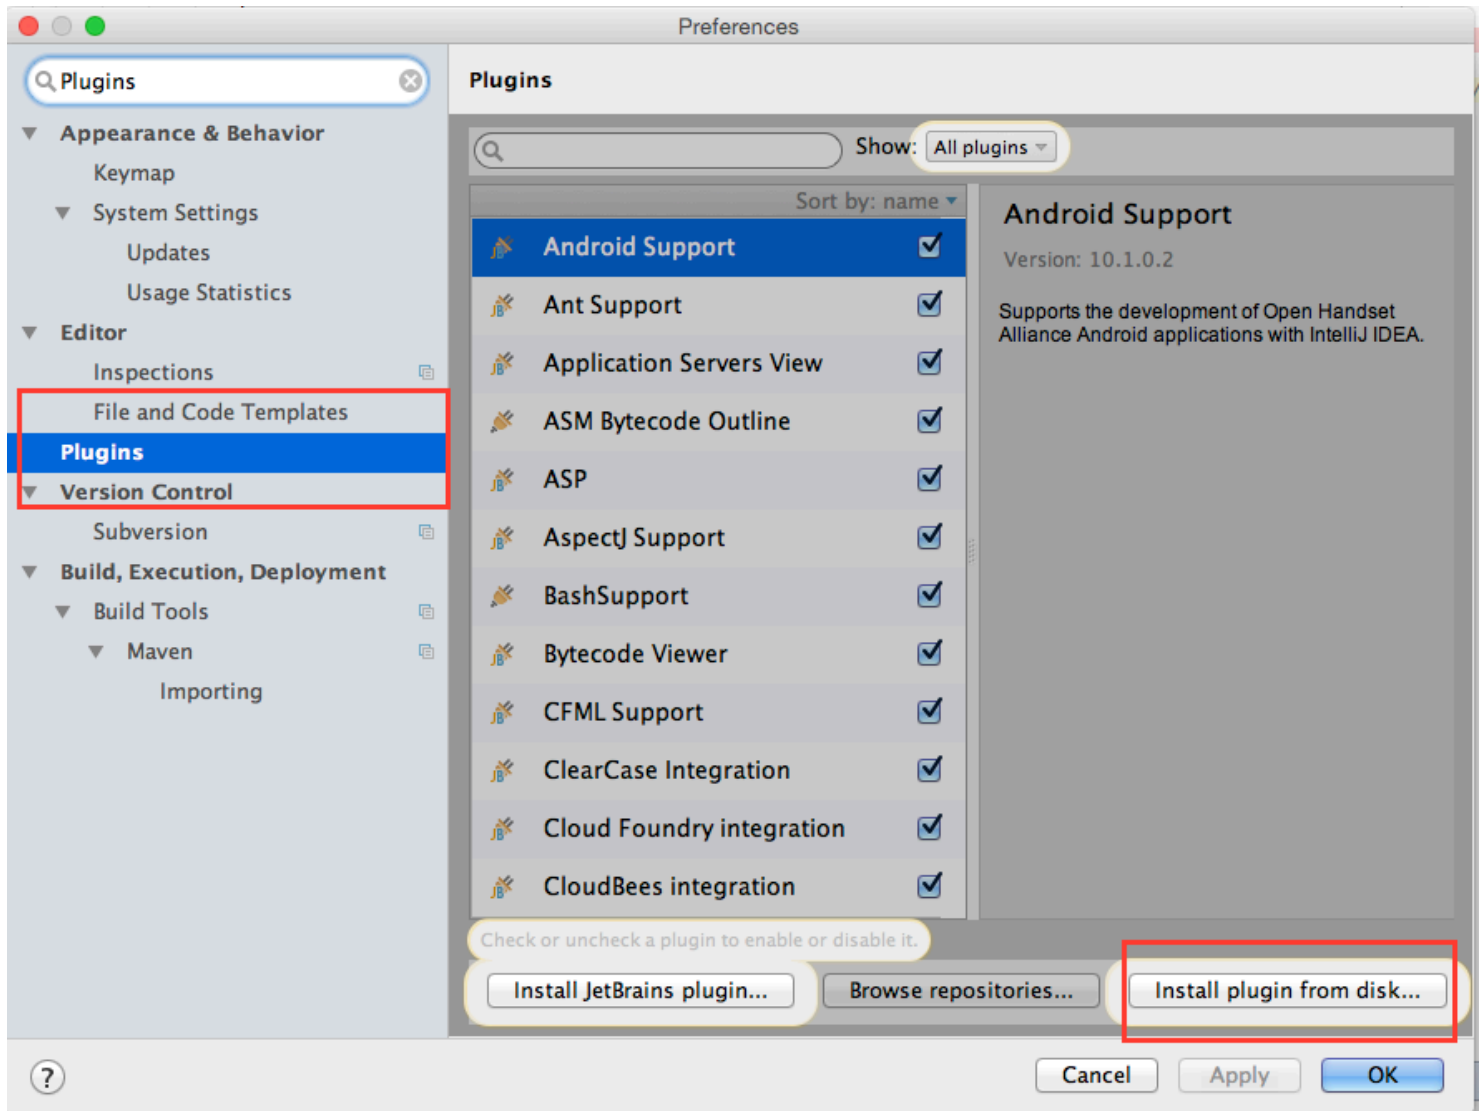 Preferences
Plugins
Appearance & Behavior
Keymap
System Settings
Updates
Usage Statistics
Editor
Inspections
File and Code Templates
Plugins
Version Control
Subversion
Build, Execution, Deployment
Build Tools
Maven
Importing
Plugins
Show: All plugins
Sort by: name
Android Support
Ant Support
Application Servers View
ASM Bytecode Outline
ASP
AspectJ Support
BashSupport
Bytecode Viewer
CFML Support
ClearCase Integration
Cloud Foundry integration
CloudBees integration
Android Support
Version: 10.1.0.2
Supports the development of Open Handset
Alliance Android applications with IntelliJ IDEA.
Check or uncheck a plugin to enable or disable it.
Install JetBrains plugin... Browse repositories... Install plugin from disk...
? Cancel Apply OK